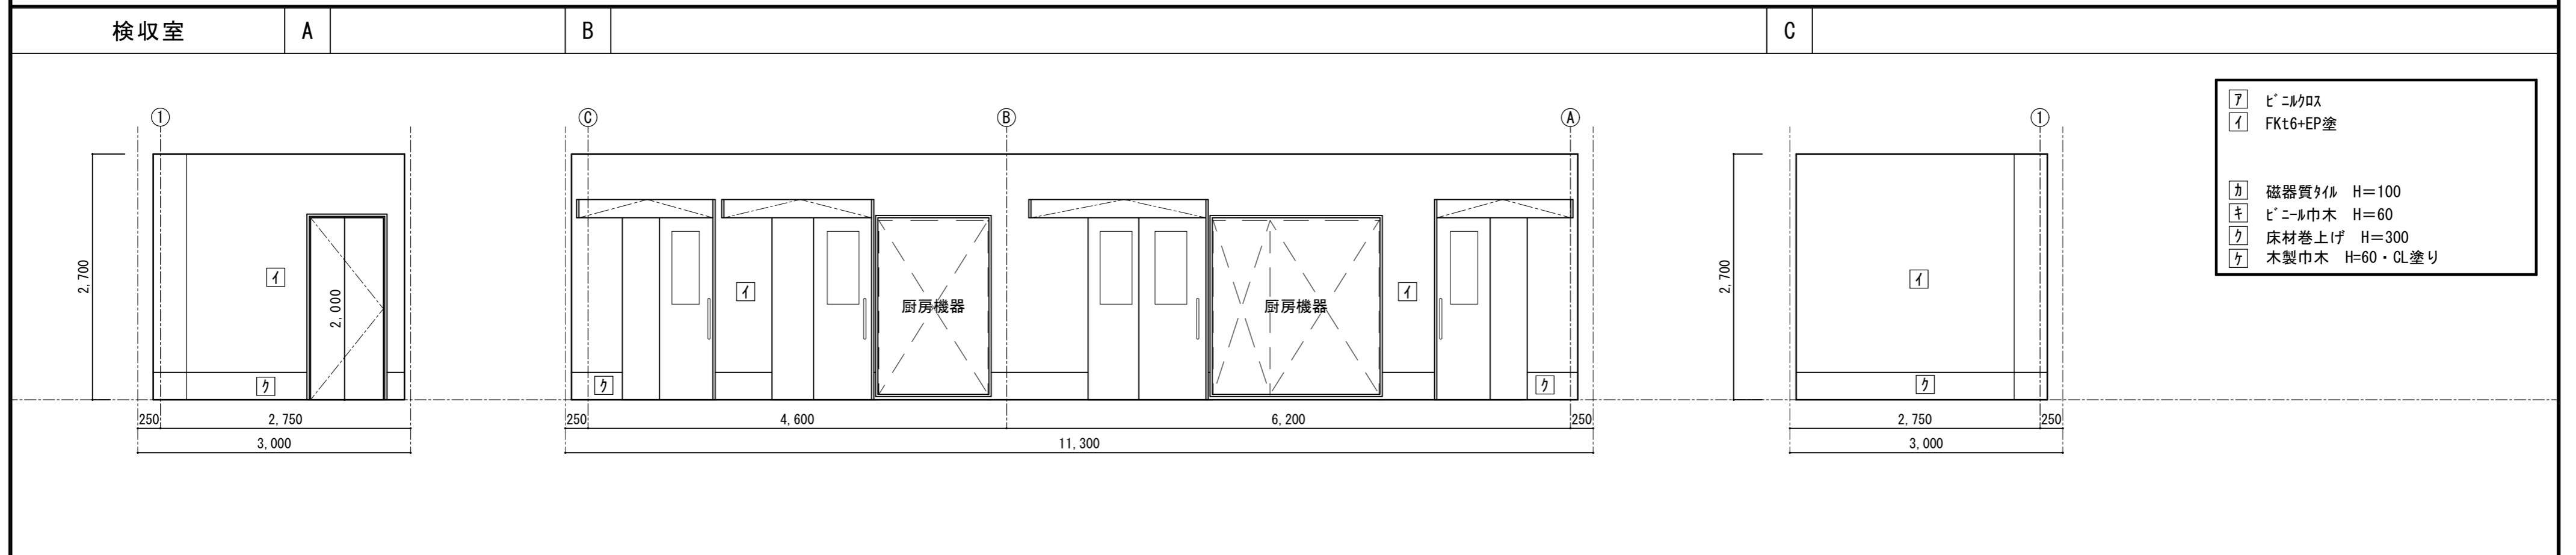 検収室 A B C
① Ⓒ Ⓑ Ⓐ ①
ア ﾋﾞﾆﾙｸﾛｽ
イ FKt6+EP塗
カ 磁器質ﾀｲﾙ H=100
キ ﾋﾞﾆｰﾙ巾木 H=60
ク 床材巻上げ H=300
ケ 木製巾木 H=60・CL塗り
2,700
イ
2,000
ク
250 2,750
3,000
イ
厨房機器
厨房機器
イ
ク
ク
250 4,600 6,200 250
11,300
2,700
イ
ク
2,750 250
3,000